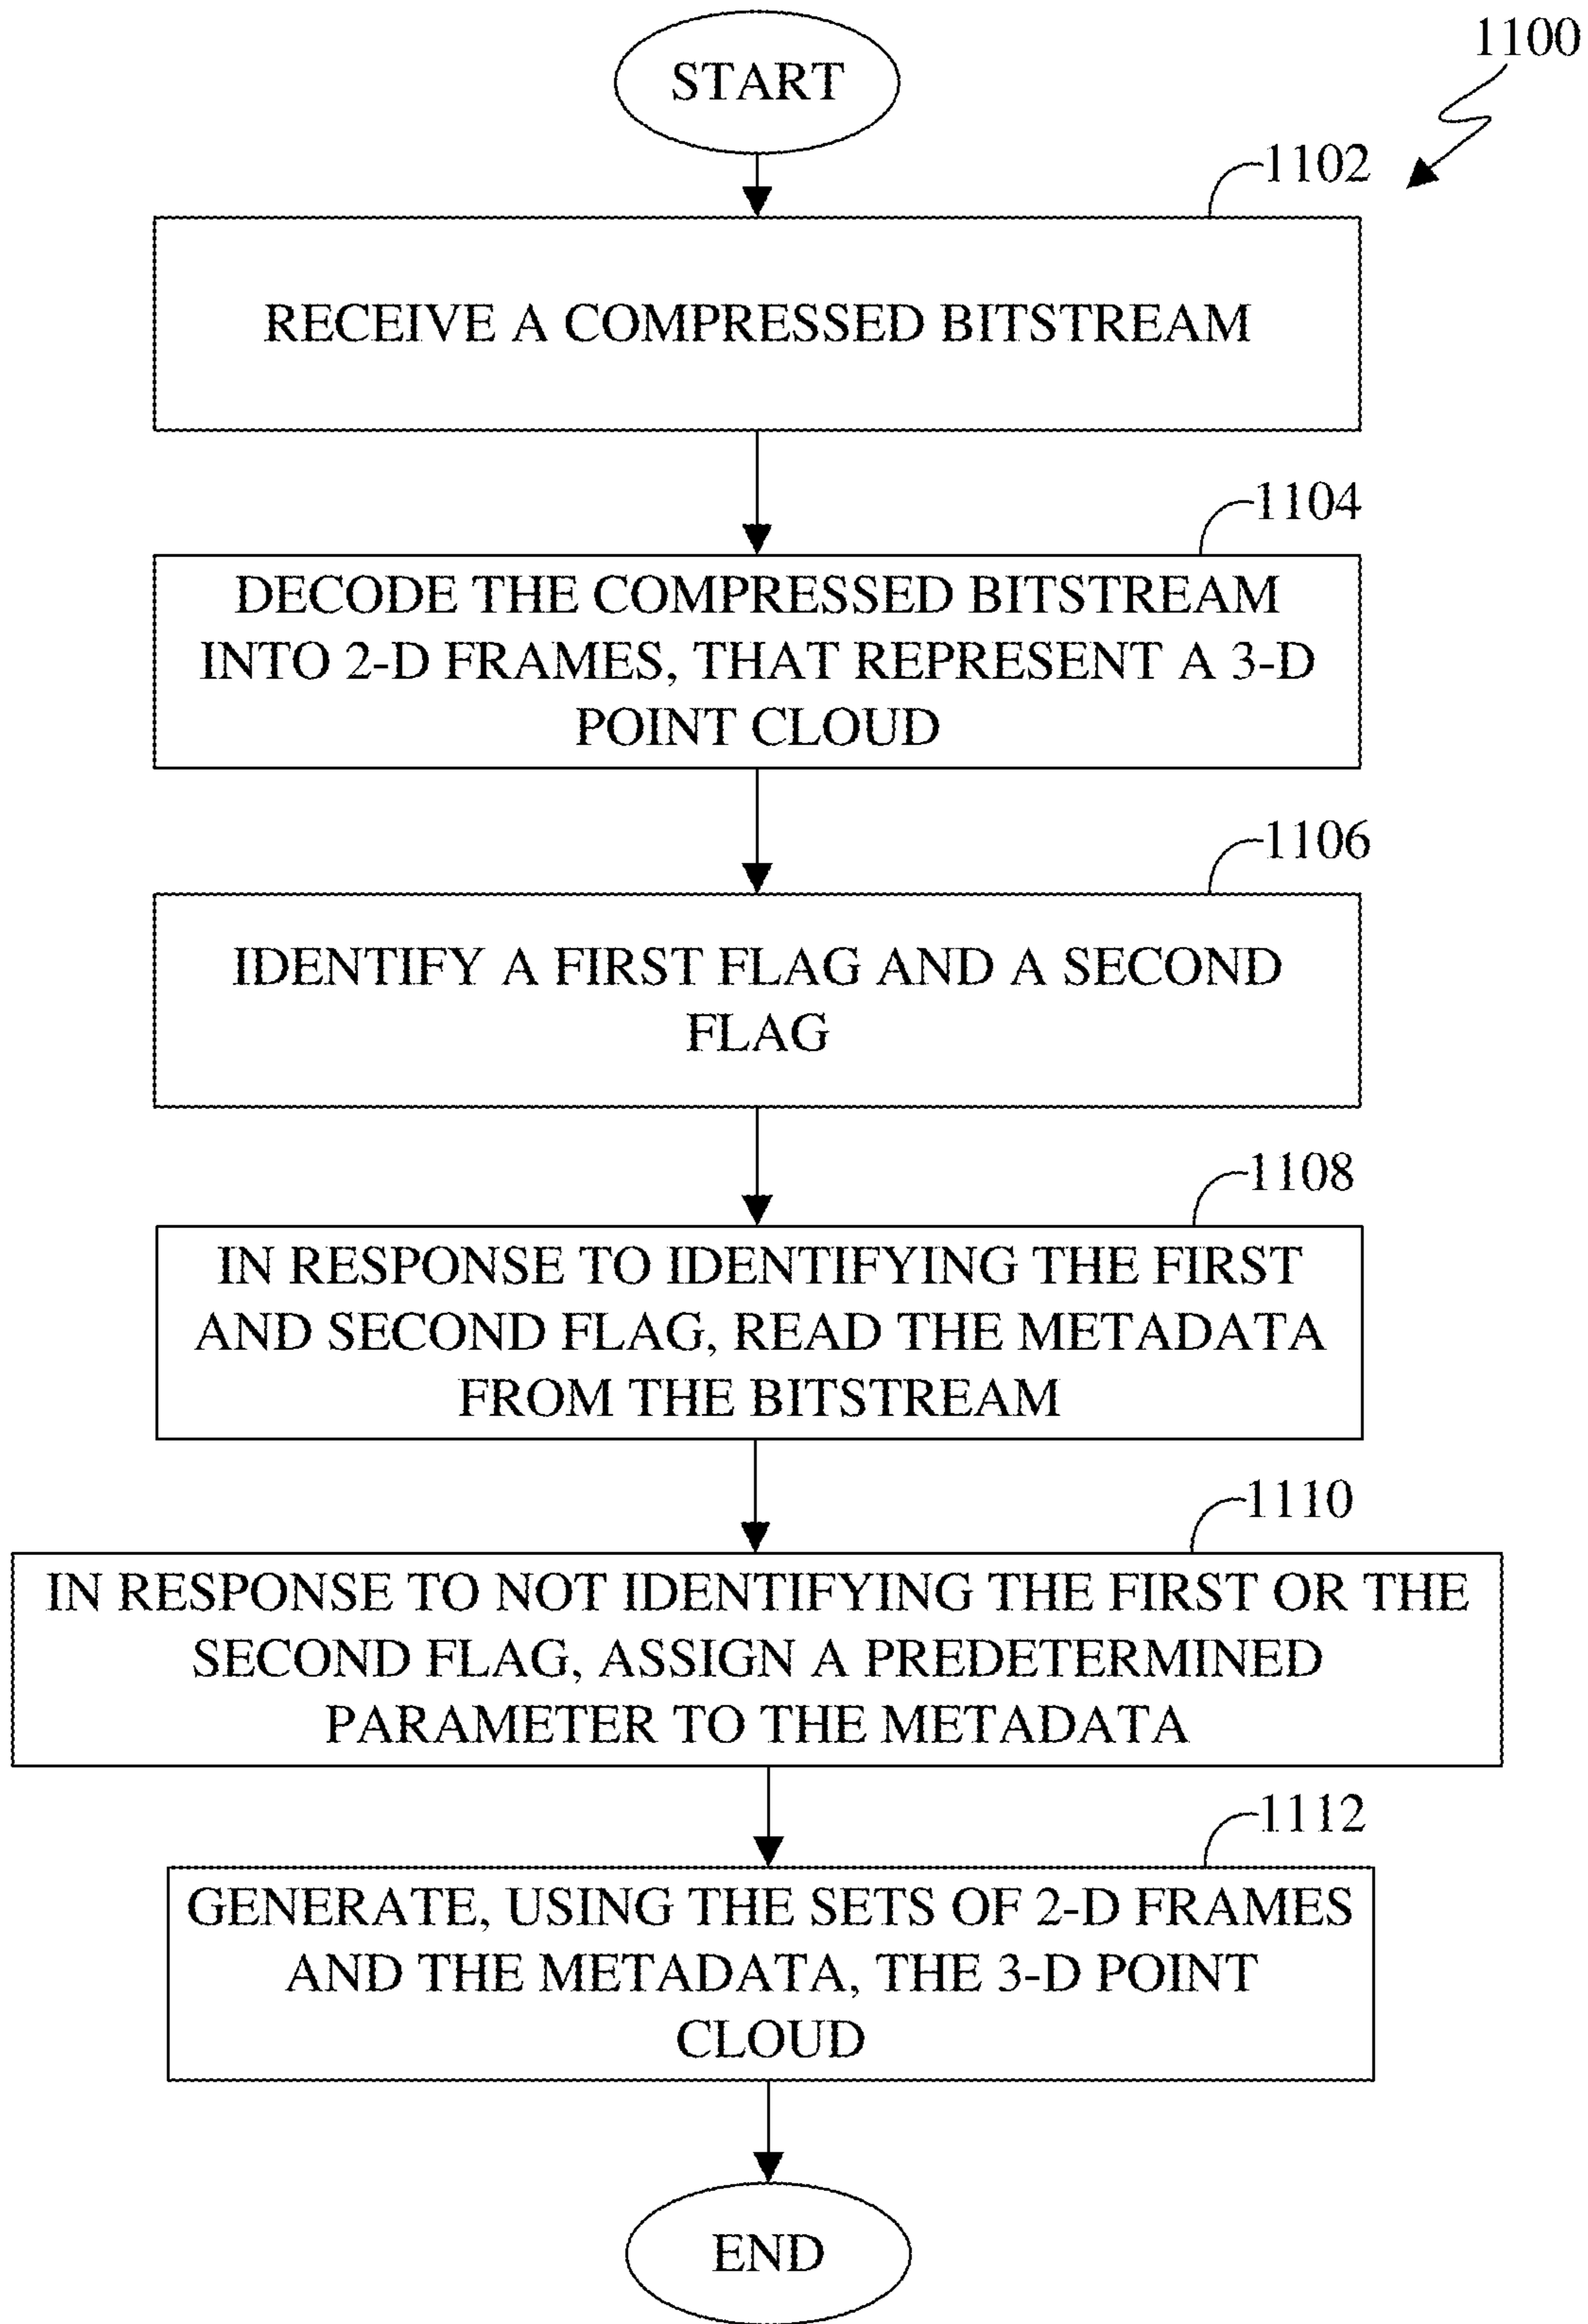 START
1100
1102
RECEIVE A COMPRESSED BITSTREAM
1104
DECODE THE COMPRESSED BITSTREAM
INTO 2-D FRAMES, THAT REPRESENT A 3-D
POINT CLOUD
1106
IDENTIFY A FIRST FLAG AND A SECOND
FLAG
1108
IN RESPONSE TO IDENTIFYING THE FIRST
AND SECOND FLAG, READ THE METADATA
FROM THE BITSTREAM
1110
IN RESPONSE TO NOT IDENTIFYING THE FIRST OR THE
SECOND FLAG, ASSIGN A PREDETERMINED
PARAMETER TO THE METADATA
1112
GENERATE, USING THE SETS OF 2-D FRAMES
AND THE METADATA, THE 3-D POINT
CLOUD
END